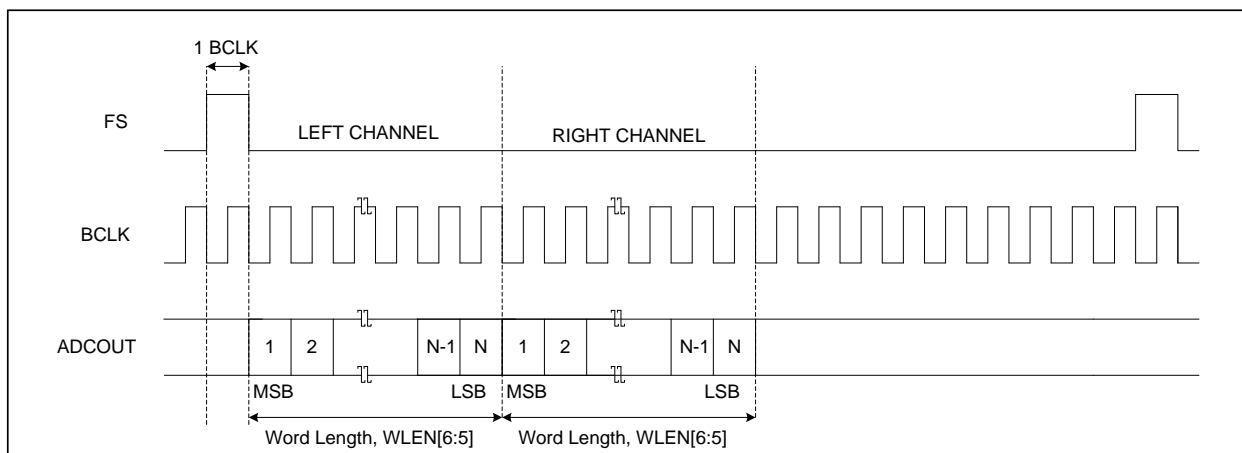 1 BCLK
FS
LEFT CHANNEL
RIGHT CHANNEL
BCLK
ADCOUT
1 2 N-1 N 1 2 N-1 N
MSB LSB MSB LSB
Word Length, WLEN[6:5] Word Length, WLEN[6:5]